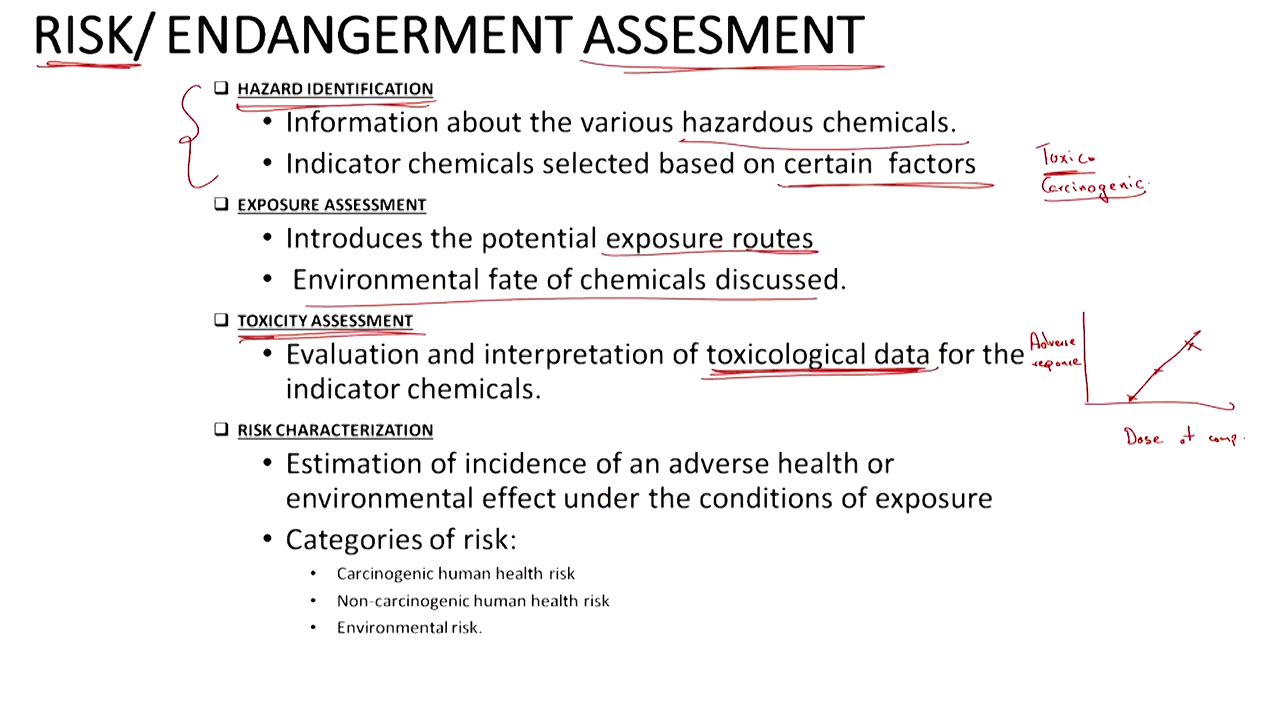 RISK/ ENDANGERMENT ASSESMENT
❑ HAZARD IDENTIFICATION
• Information about the various hazardous chemicals.
• Indicator chemicals selected based on certain factors
Toxic
Carcinogenic.
❑ EXPOSURE ASSESSMENT
• Introduces the potential exposure routes
• Environmental fate of chemicals discussed.
❑ TOXICITY ASSESSMENT
• Evaluation and interpretation of toxicological data for the
indicator chemicals.
Adverse
reponse
Dose of comp.
❑ RISK CHARACTERIZATION
• Estimation of incidence of an adverse health or
environmental effect under the conditions of exposure
• Categories of risk:
• Carcinogenic human health risk
• Non-carcinogenic human health risk
• Environmental risk.